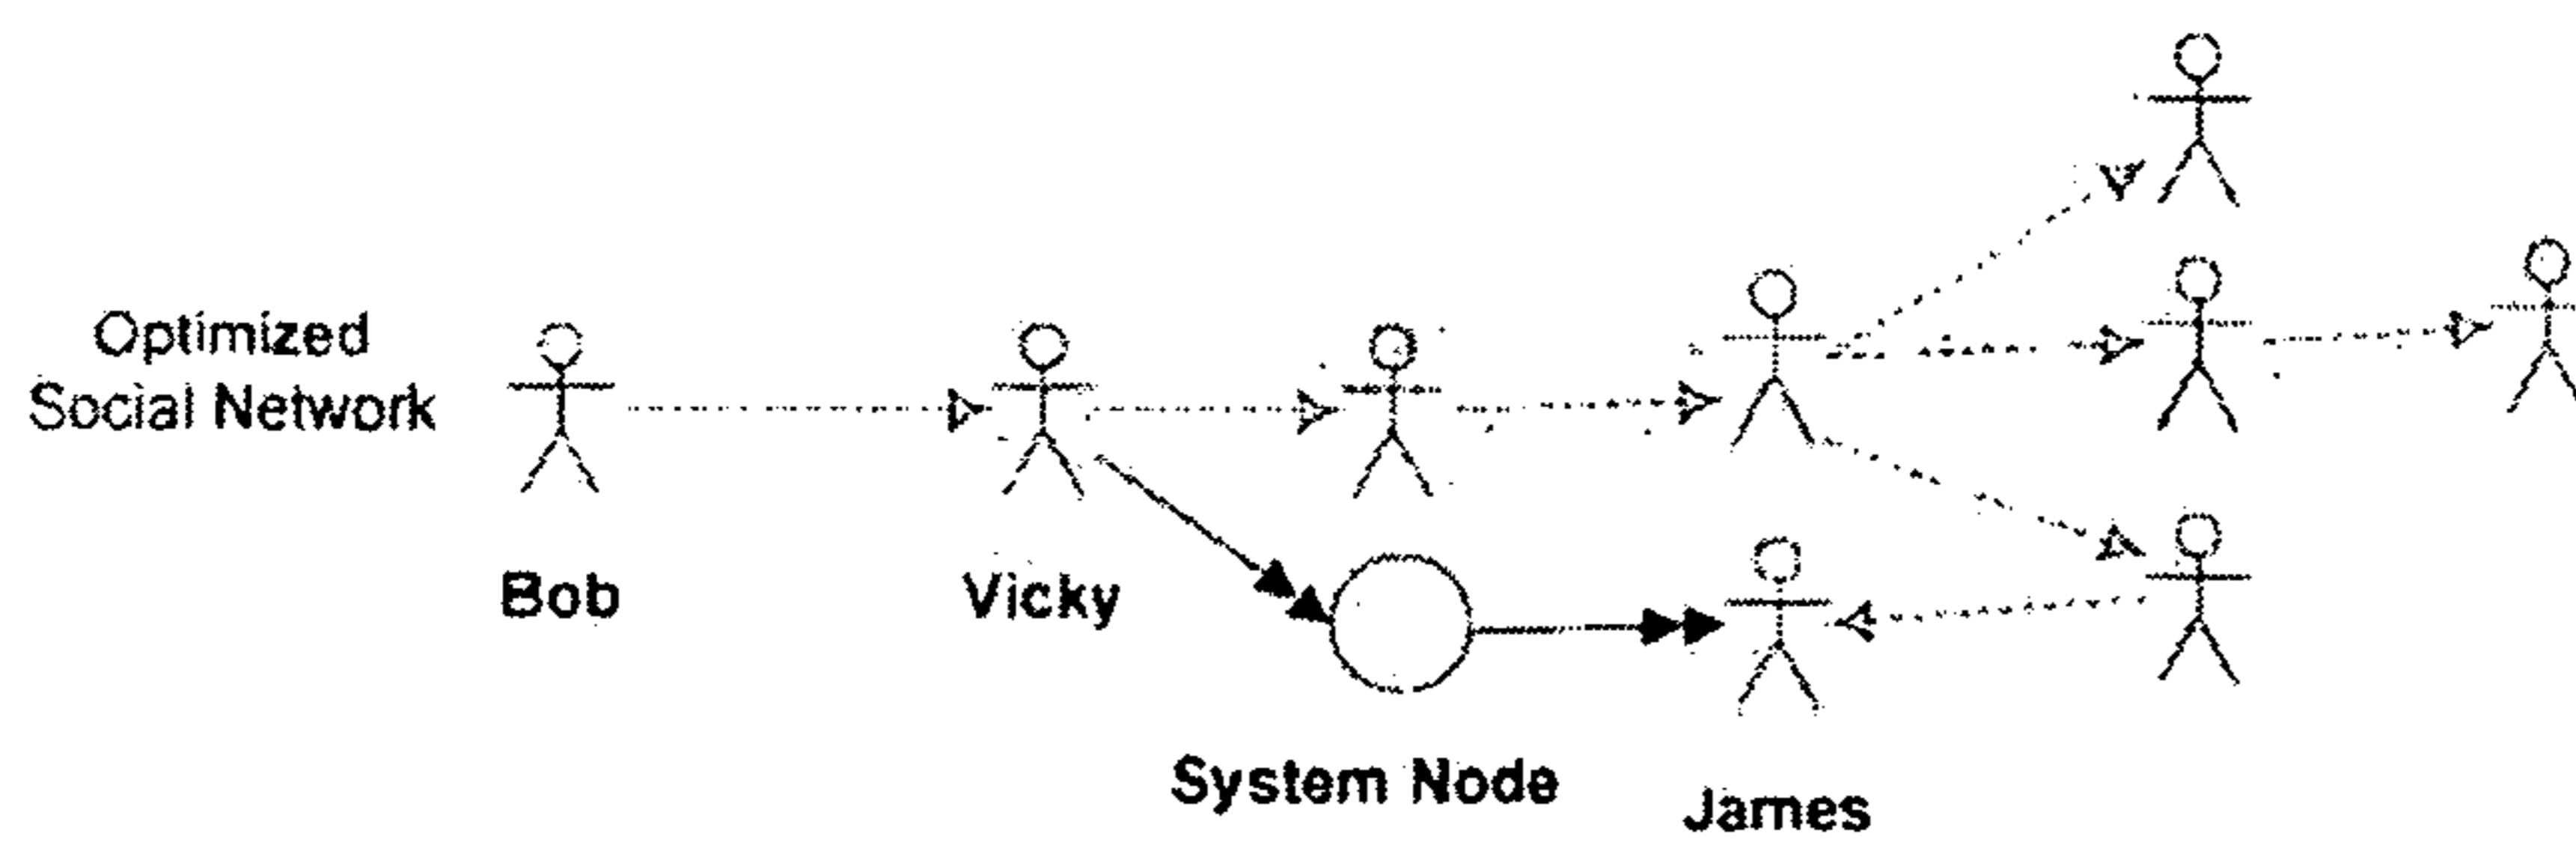 Optimized
Social Network
Bob
Vicky
System Node
James